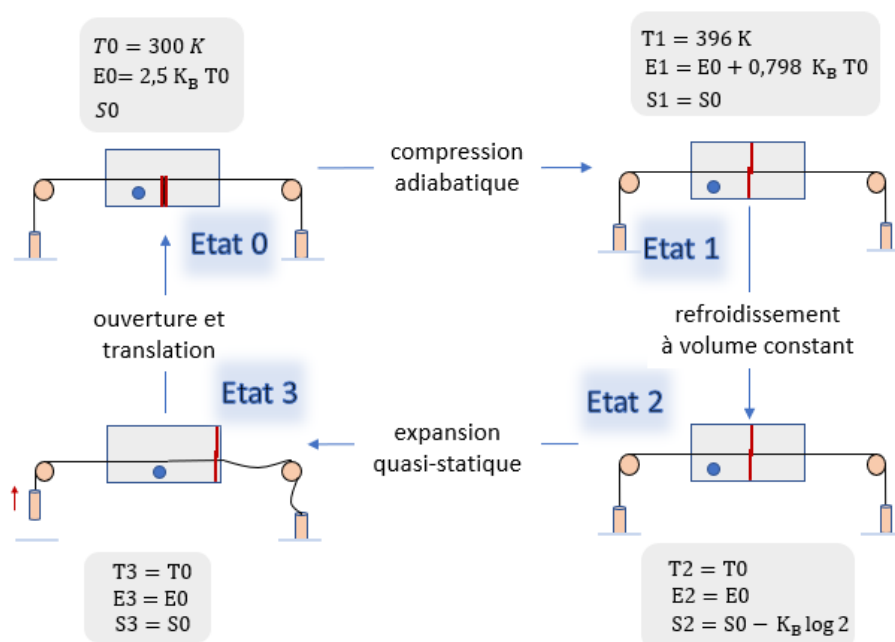 T0 = 300 K
E0= 2,5 K_B T0
S0
T1 = 396 K
E1 = E0 + 0,798 K_B T0
S1 = S0
compression
adiabatique
Etat 0
Etat 1
ouverture et
translation
refroidissement
à volume constant
Etat 3
Etat 2
expansion
quasi-statique
T3 = T0
E3 = E0
S3 = S0
T2 = T0
E2 = E0
S2 = S0 − K_B log 2